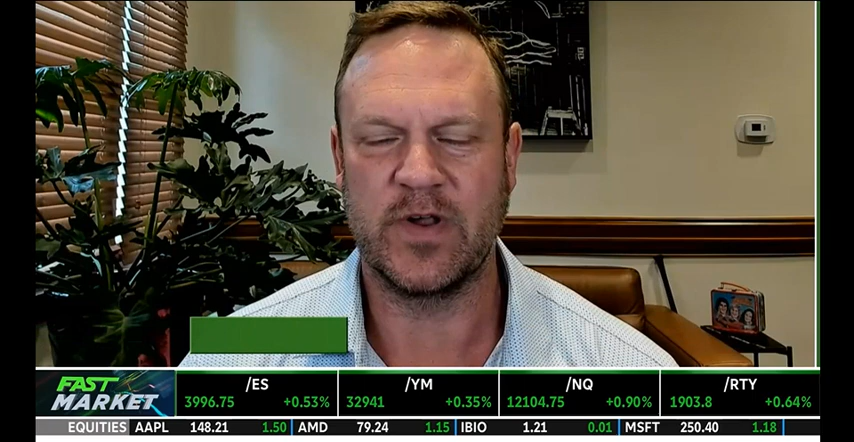 FAST
MARKET
/ES
3996.75 +0.53%
/YM
32941 +0.35%
/NQ
12104.75 +0.90%
/RTY
1903.8 +0.64%
EQUITIES AAPL 148.21 1.50 AMD 79.24 1.15 IBIO 1.21 0.01 MSFT 250.40 1.18